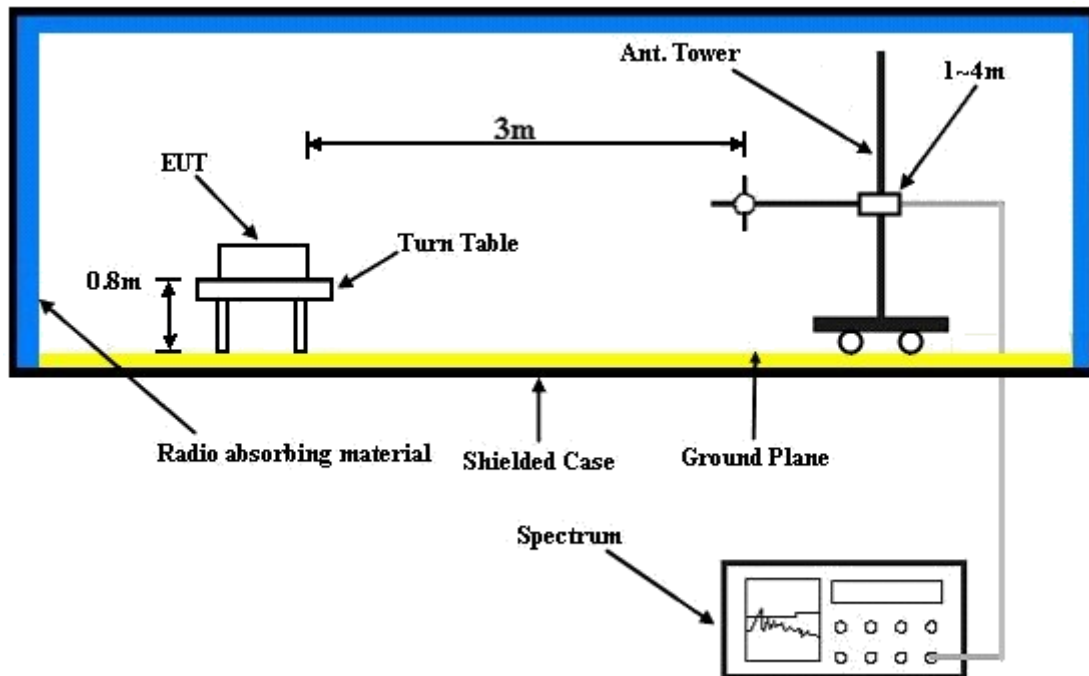 Ant. Tower
1~4m
3m
EUT
Turn Table
0.8m
Radio absorbing material
Shielded Case
Ground Plane
Spectrum